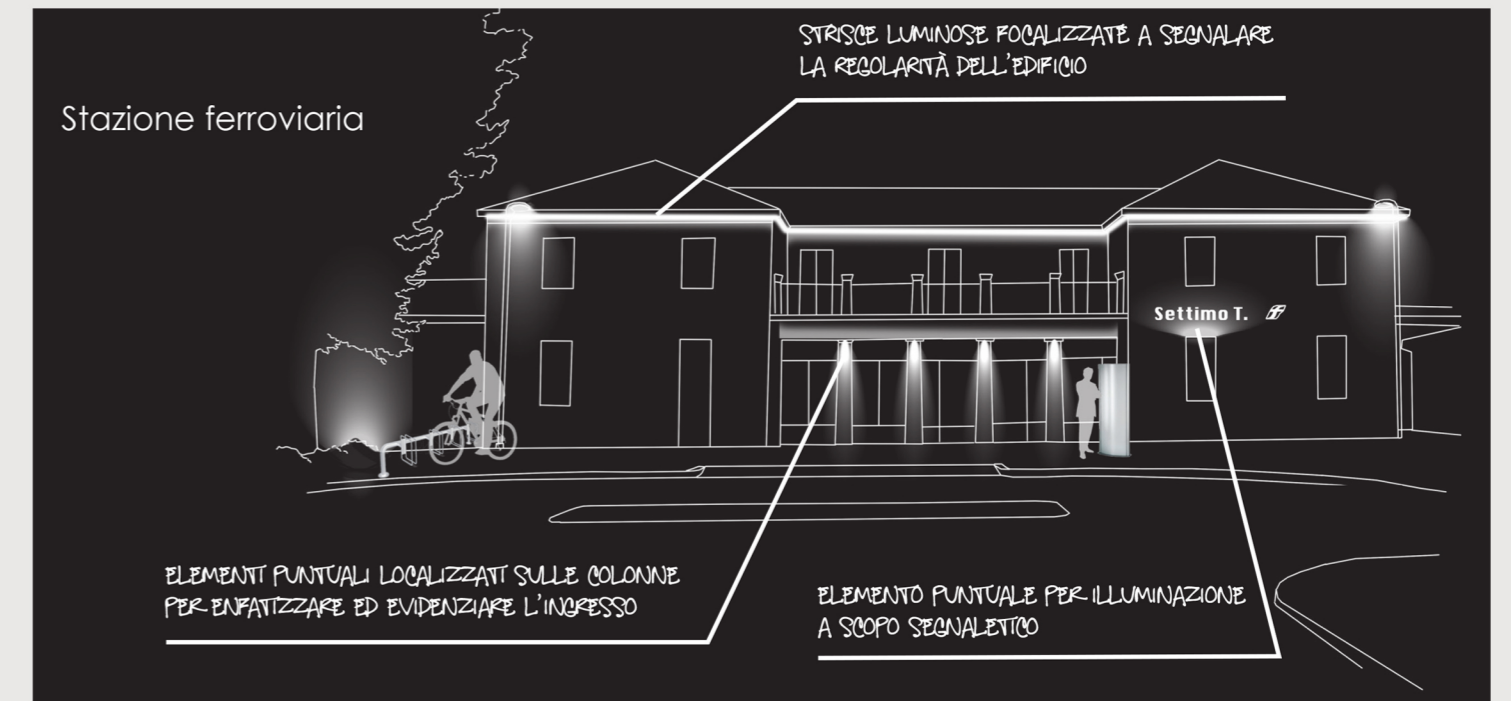 STRISCE LUMINOSE FOCALIZZATE A SEGNALARE
LA REGOLARITÀ DELL'EDIFICIO
Stazione ferroviaria
Settimo T.
ELEMENTI PUNTUALI LOCALIZZATI SULLE COLONNE
PER ENFATIZZARE ED EVIDENZIARE L'INGRESSO
ELEMENTO PUNTUALE PER ILLUMINAZIONE
A SCOPO SEGNALETICO